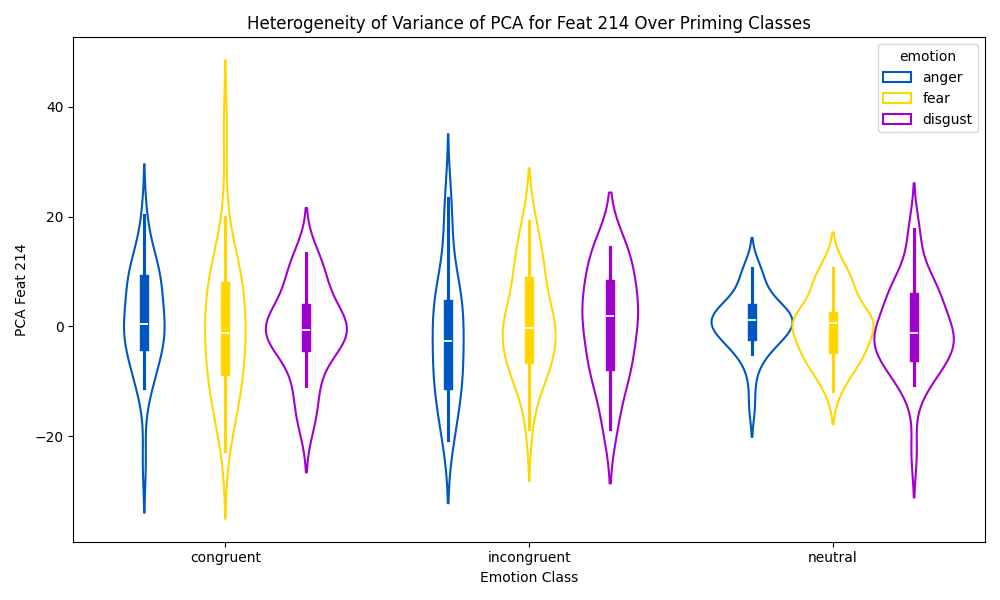 Heterogeneity of Variance of PCA for Feat 214 Over Priming Classes
emotion
anger
fear
disgust
PCA Feat 214
40
20
0
−20
congruent
incongruent
neutral
Emotion Class